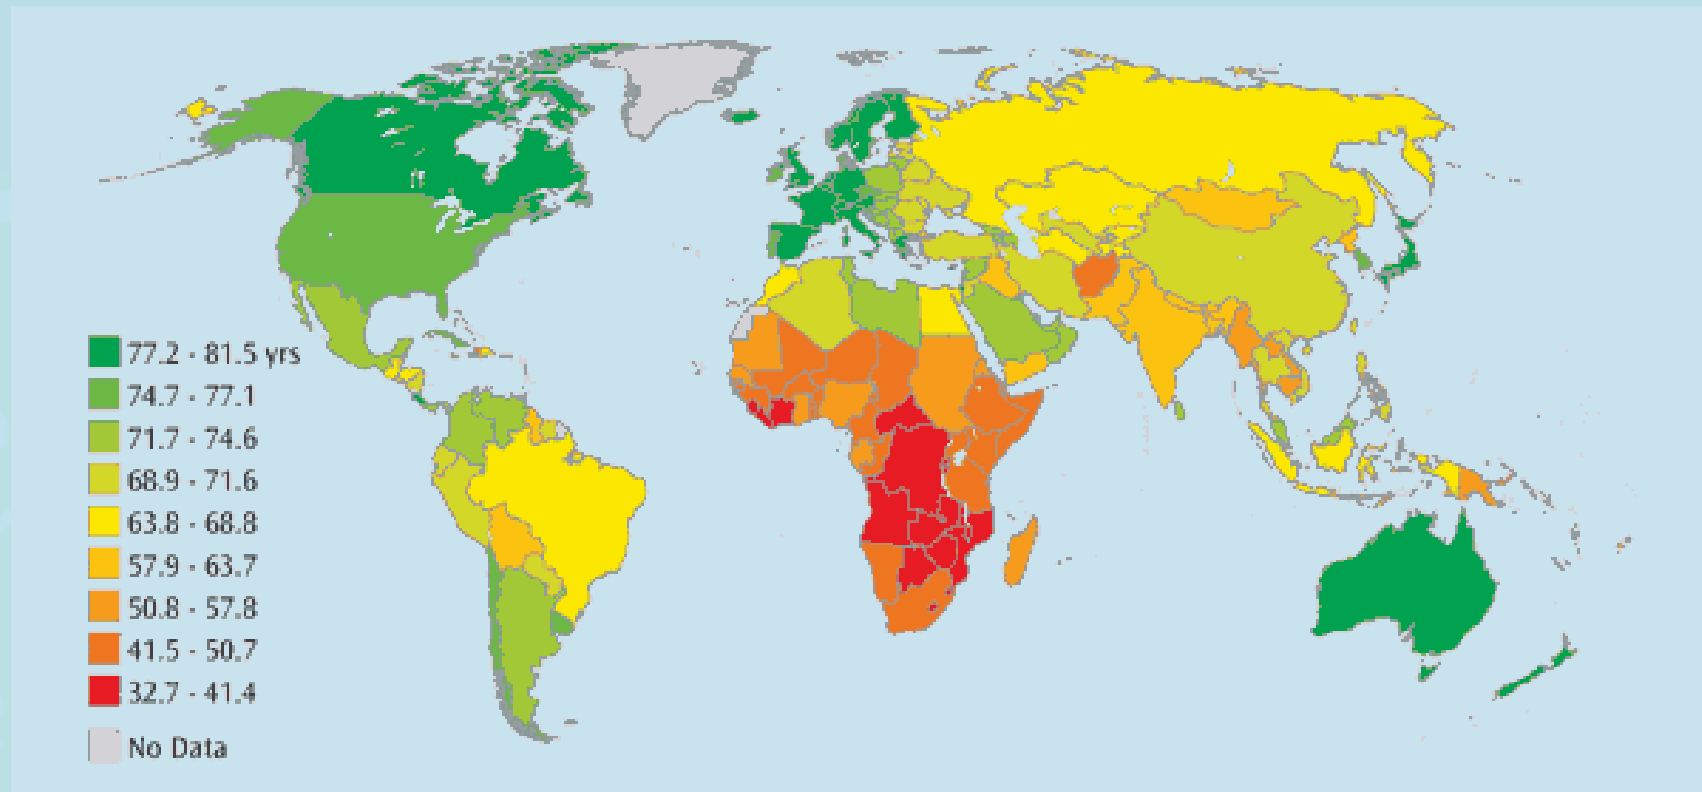 77.2 - 81.5 yrs
74.7 - 77.1
71.7 - 74.6
68.9 - 71.6
63.8 - 68.8
57.9 - 63.7
50.8 - 57.8
41.5 - 50.7
32.7 - 41.4
No Data